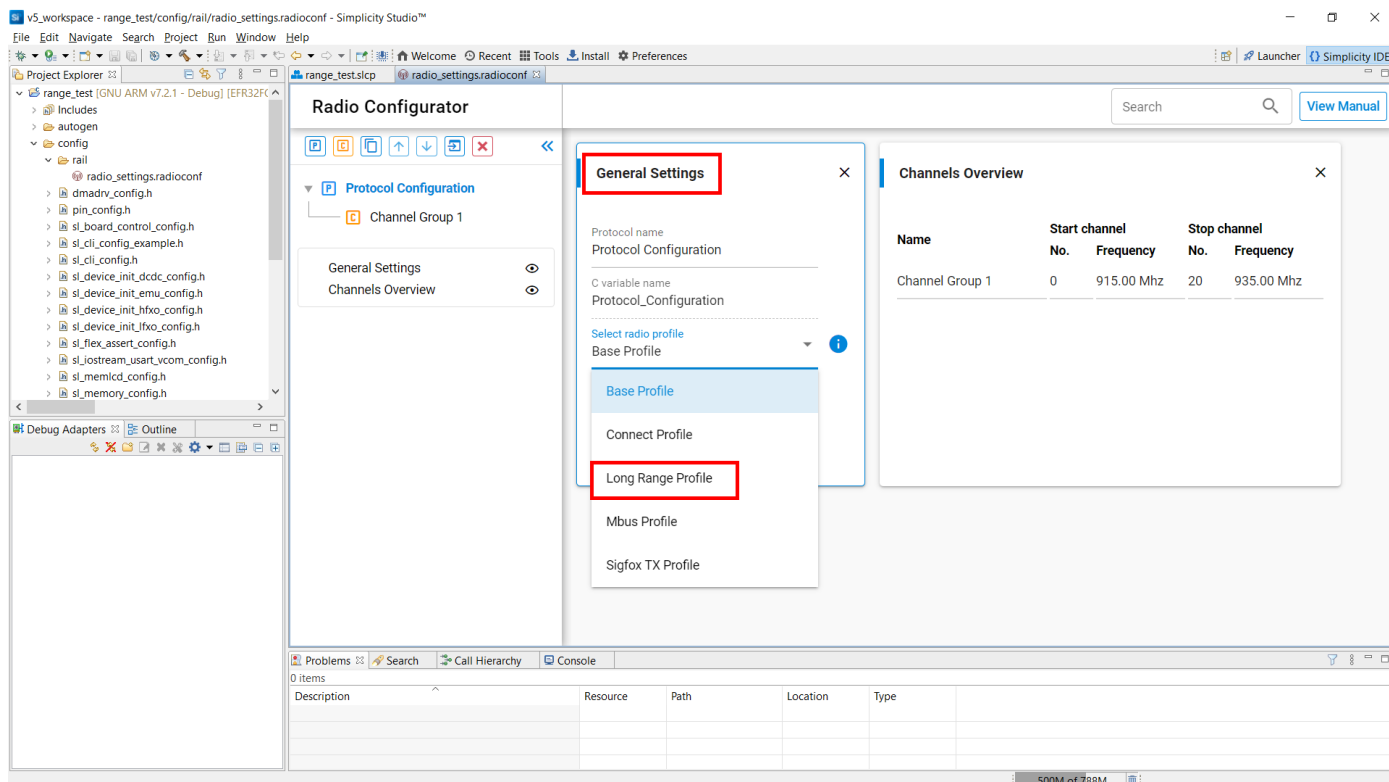 v5_workspace - range_test/config/rail/radio_settings.radioconf - Simplicity Studio™
File Edit Navigate Search Project Run Window Help
Welcome Recent Tools Install Preferences
Launcher {} Simplicity IDE
Project Explorer
range_test [GNU ARM v7.2.1 - Debug] [EFR32F
Includes
autogen
config
rail
radio_settings.radioconf
dmadrv_config.h
pin_config.h
sl_board_control_config.h
sl_cli_config_example.h
sl_cli_config.h
sl_device_init_dcdc_config.h
sl_device_init_emu_config.h
sl_device_init_hfxo_config.h
sl_device_init_lfxo_config.h
sl_flex_assert_config.h
sl_iostream_usart_vcom_config.h
sl_memlcd_config.h
sl_memory_config.h
Debug Adapters Outline
range_test.slcp radio_settings.radioconf
Radio Configurator
Search
View Manual
P C
P Protocol Configuration
C Channel Group 1
General Settings
Channels Overview
General Settings
Protocol name
Protocol Configuration
C variable name
Protocol_Configuration
Select radio profile
Base Profile
Base Profile
Connect Profile
Long Range Profile
Mbus Profile
Sigfox TX Profile
Channels Overview
Name Start channel Stop channel
No. Frequency No. Frequency
Channel Group 1 0 915.00 Mhz 20 935.00 Mhz
Problems Search Call Hierarchy Console
0 items
Description Resource Path Location Type
500M of 788M